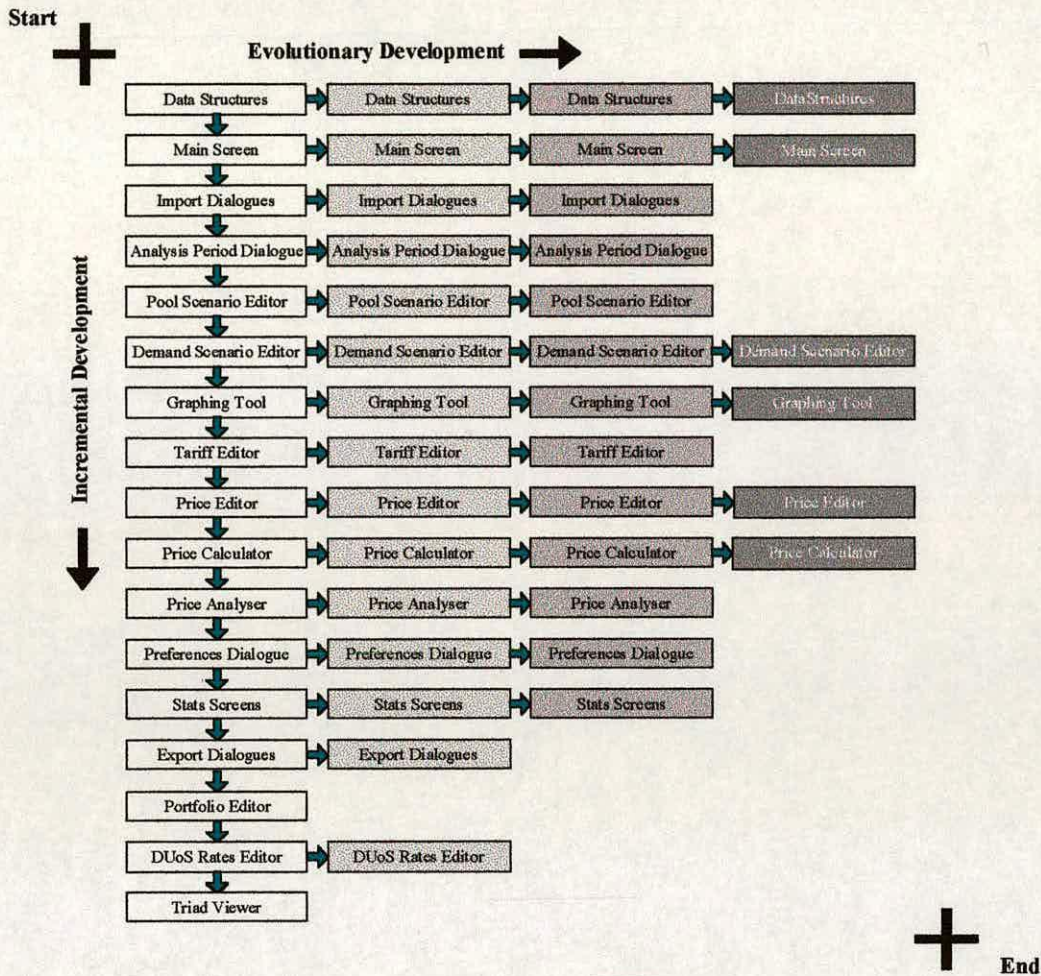 Start
Evolutionary Development
Data Structures Data Structures Data Structures Data Structures
Main Screen Main Screen Main Screen Main Screen
Import Dialogues Import Dialogues Import Dialogues
Analysis Period Dialogue Analysis Period Dialogue Analysis Period Dialogue
Pool Scenario Editor Pool Scenario Editor Pool Scenario Editor
Demand Scenario Editor Demand Scenario Editor Demand Scenario Editor Demand Scenario Editor
Graphing Tool Graphing Tool Graphing Tool Graphing Tool
Tariff Editor Tariff Editor Tariff Editor
Price Editor Price Editor Price Editor Price Editor
Price Calculator Price Calculator Price Calculator Price Calculator
Price Analyser Price Analyser Price Analyser
Preferences Dialogue Preferences Dialogue Preferences Dialogue
Stats Screens Stats Screens Stats Screens
Export Dialogues Export Dialogues
Portfolio Editor
DUoS Rates Editor DUoS Rates Editor
Triad Viewer
Incremental Development
End